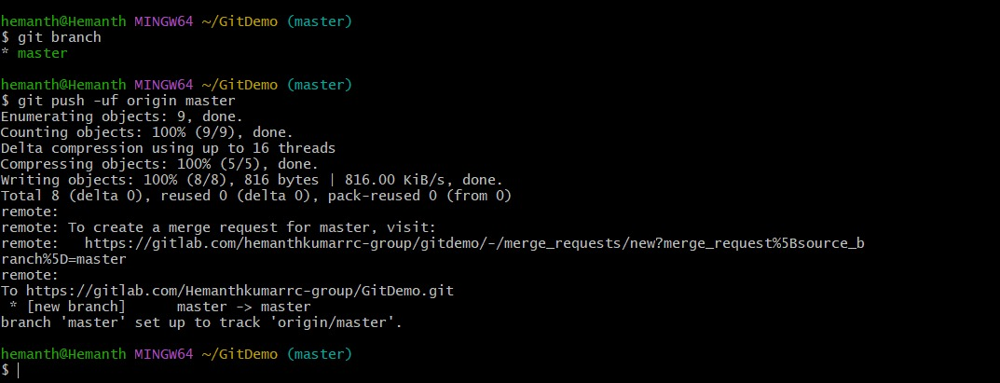 hemanth@Hemanth MINGW64 ~/GitDemo (master)
$ git branch
* master
hemanth@Hemanth MINGW64 ~/GitDemo (master)
$ git push -uf origin master
Enumerating objects: 9, done.
Counting objects: 100% (9/9), done.
Delta compression using up to 16 threads
Compressing objects: 100% (5/5), done.
Writing objects: 100% (8/8), 816 bytes | 816.00 KiB/s, done.
Total 8 (delta 0), reused 0 (delta 0), pack-reused 0 (from 0)
remote:
remote: To create a merge request for master, visit:
remote:   https://gitlab.com/hemanthkumarrc-group/gitdemo/-/merge_requests/new?merge_request%5Bsource_b
ranch%5D=master
remote:
To https://gitlab.com/Hemanthkumarrc-group/GitDemo.git
 * [new branch]      master -> master
branch 'master' set up to track 'origin/master'.
hemanth@Hemanth MINGW64 ~/GitDemo (master)
$